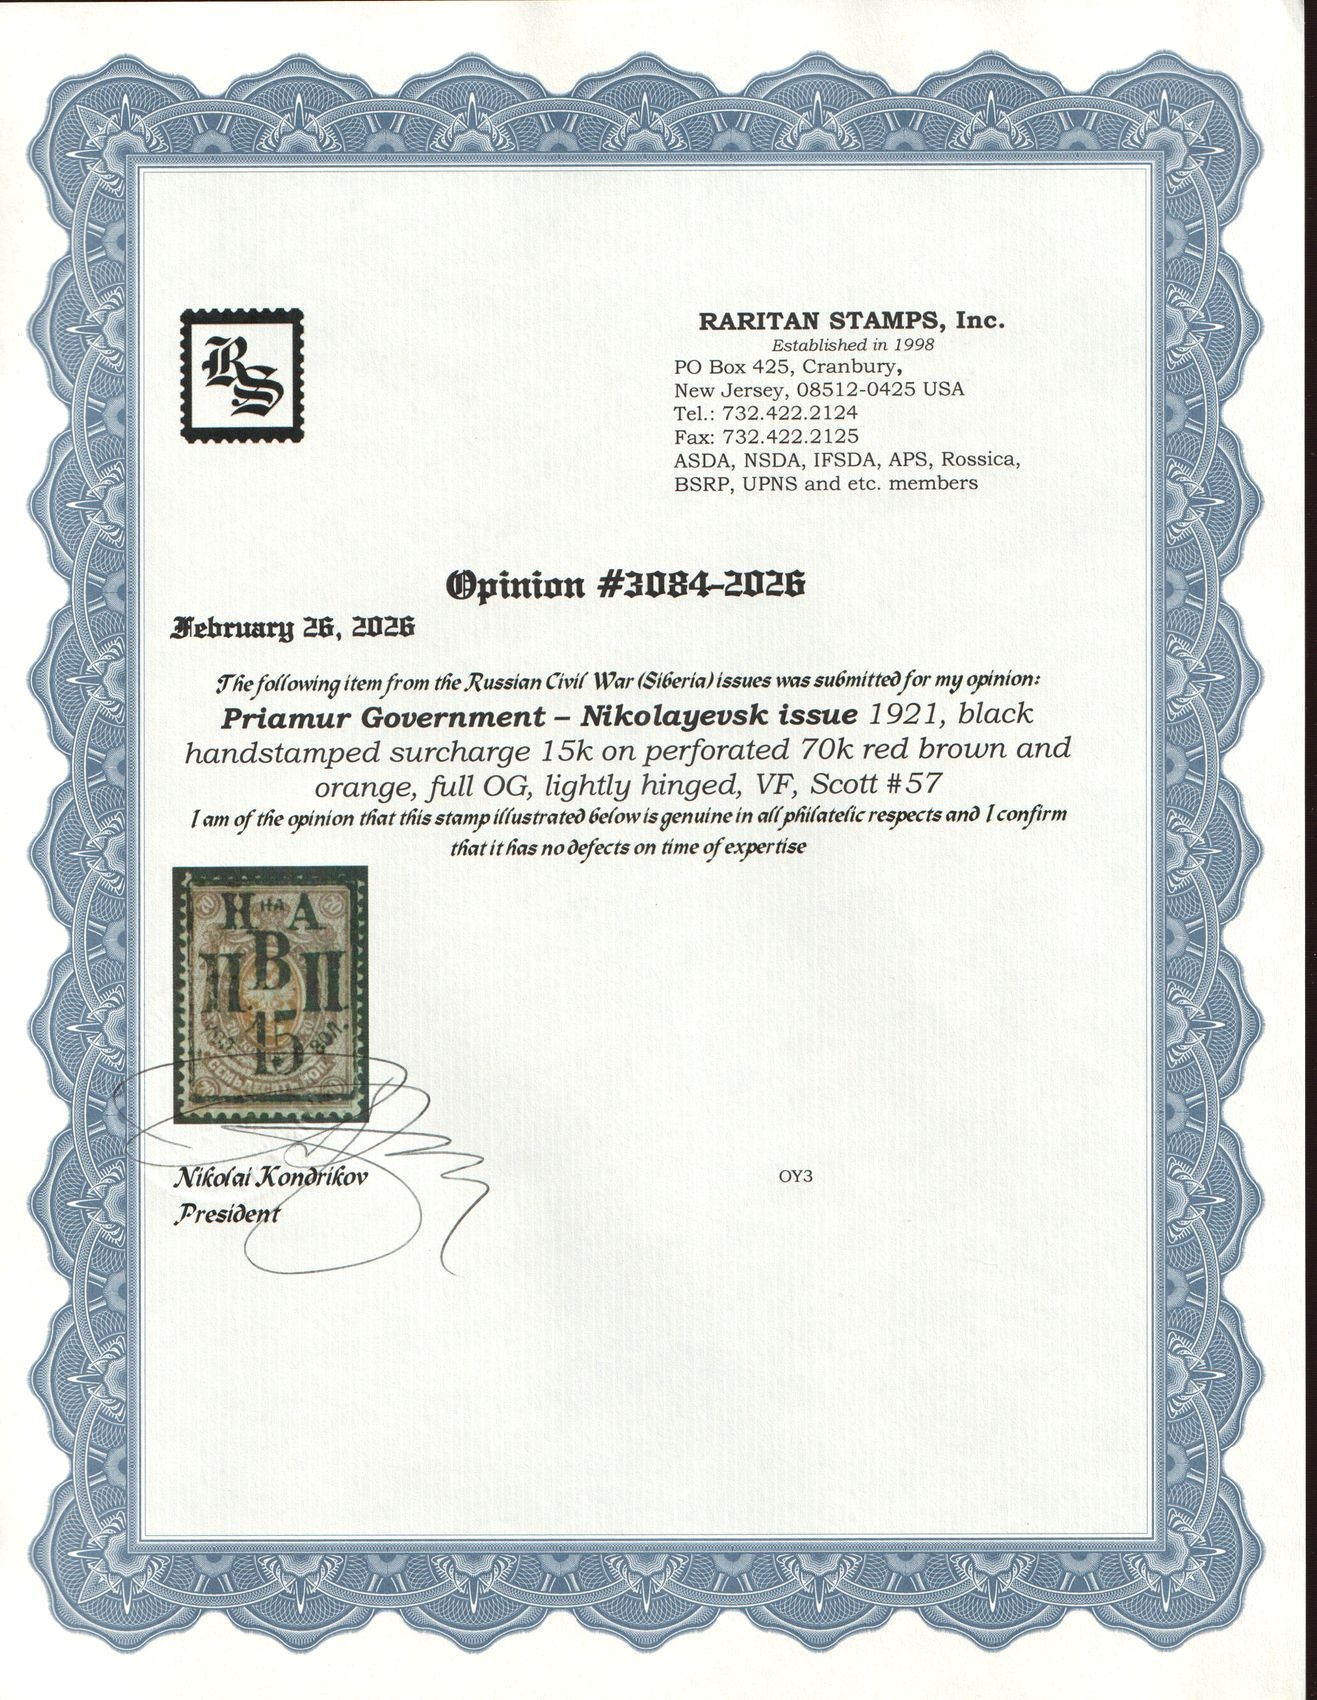 RS
RARITAN STAMPS, Inc.
Established in 1998
PO Box 425, Cranbury,
New Jersey, 08512-0425 USA
Tel.: 732.422.2124
Fax: 732.422.2125
ASDA, NSDA, IFSDA, APS, Rossica,
BSRP, UPNS and etc. members
Opinion #3084-2026
February 26, 2026
The following item from the Russian Civil War (Siberia) issues was submitted for my opinion:
Priamur Government – Nikolayevsk issue 1921, black
handstamped surcharge 15k on perforated 70k red brown and
orange, full OG, lightly hinged, VF, Scott #57
I am of the opinion that this stamp illustrated below is genuine in all philatelic respects and I confirm
that it has no defects on time of expertise
70 70
Н НА А
В
П П
15
70 70
Nikolai Kondrikov
President
OY3